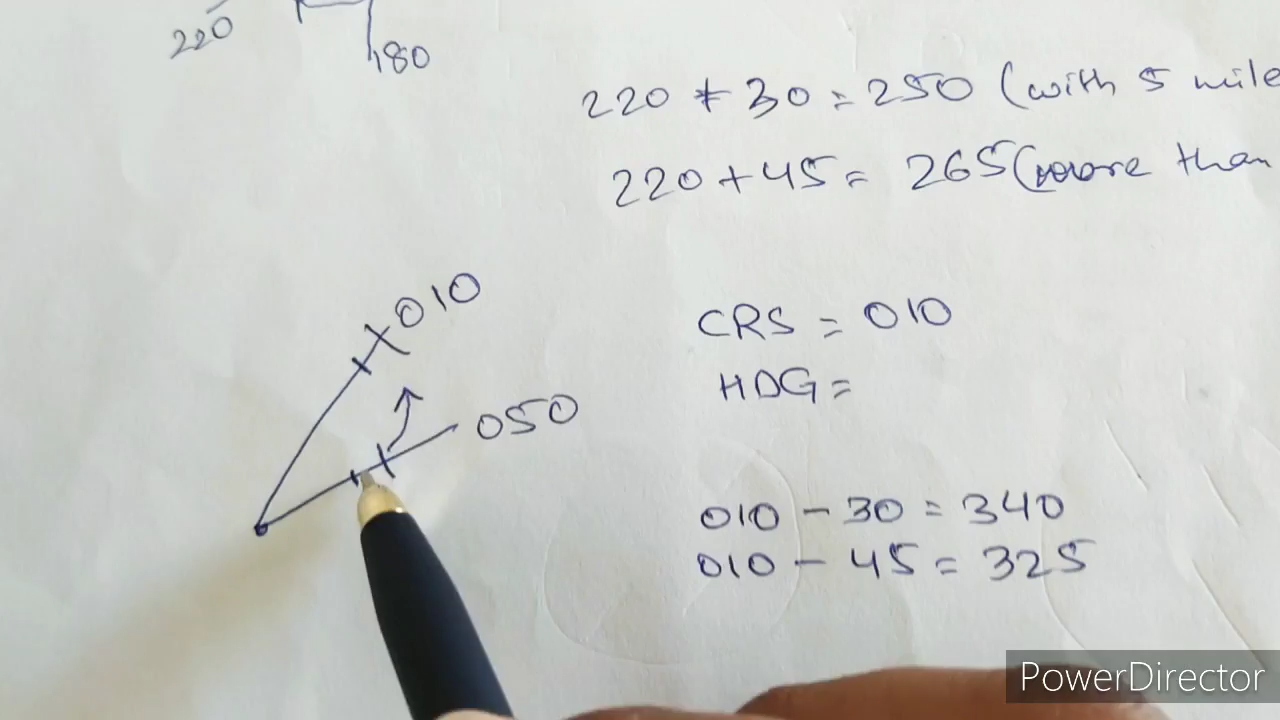 220
180
220 + 30 = 250 (with 5 mile
220 + 45 = 265 (more than
010
050
CRS = 010
HDG =
010 - 30 = 340
010 - 45 = 325
PowerDirector